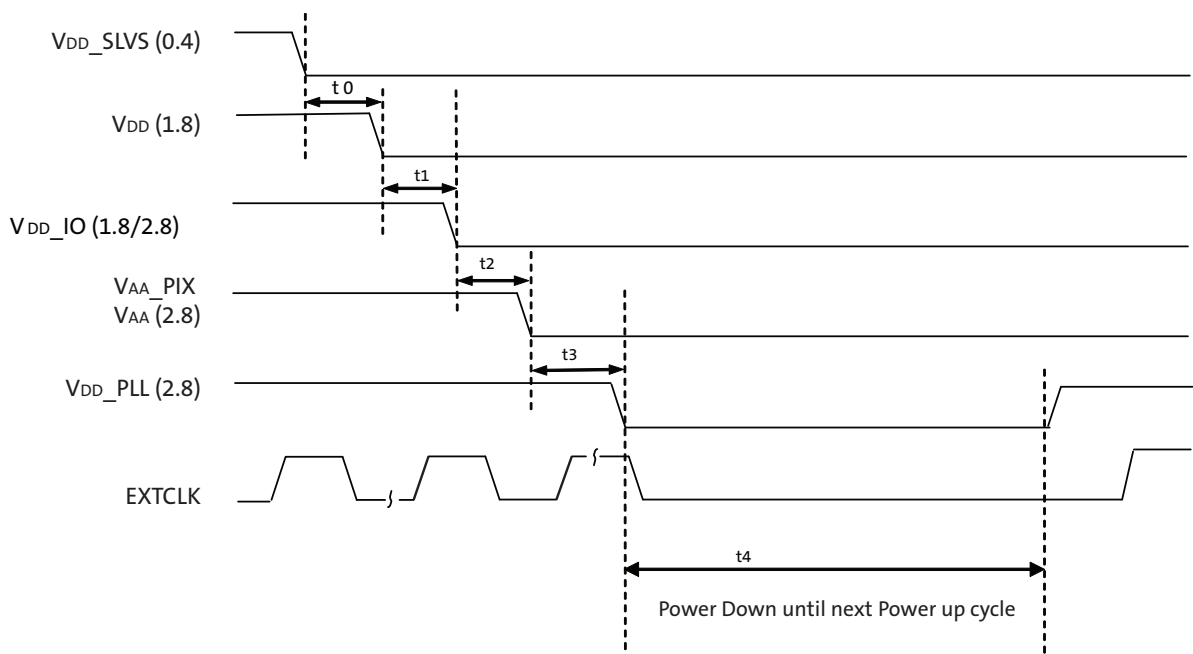 VDD_SLVS (0.4)
t 0
VDD (1.8)
t1
VDD_IO (1.8/2.8)
t2
VAA_PIX
VAA (2.8)
t3
VDD_PLL (2.8)
EXTCLK
t4
Power Down until next Power up cycle